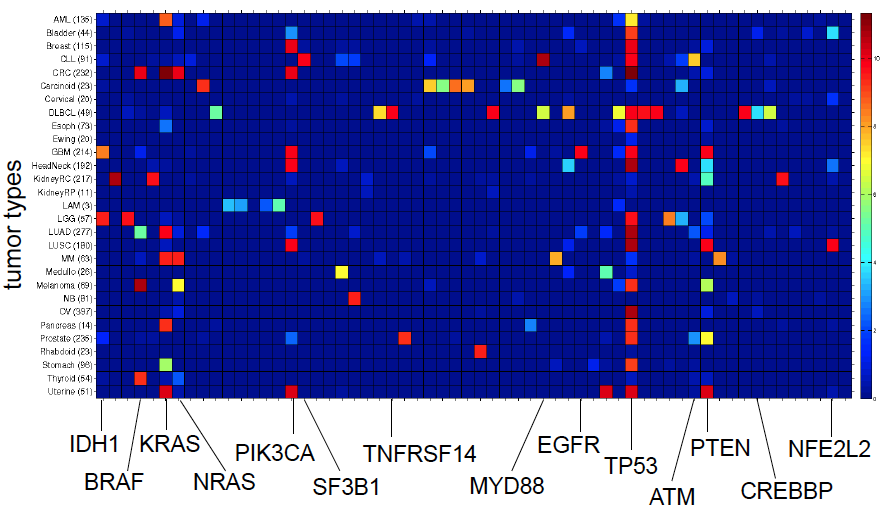 AML (135)
Bladder (44)
Breast (115)
CLL (91)
CRC (232)
Carcinoid (23)
Cervical (20)
DLBCL (49)
Esoph (73)
Ewing (20)
GBM (214)
HeadNeck (192)
KidneyRC (217)
KidneyRP (11)
LAM (3)
LGG (67)
LUAD (277)
LUSC (180)
MM (63)
Medullo (26)
Melanoma (69)
NB (81)
OV (397)
Pancreas (14)
Prostate (235)
Rhabdoid (23)
Stomach (96)
Thyroid (54)
Uterine (51)
tumor types
10
8
6
4
2
0
IDH1
BRAF
KRAS
NRAS
PIK3CA
SF3B1
TNFRSF14
MYD88
EGFR
TP53
ATM
PTEN
CREBBP
NFE2L2